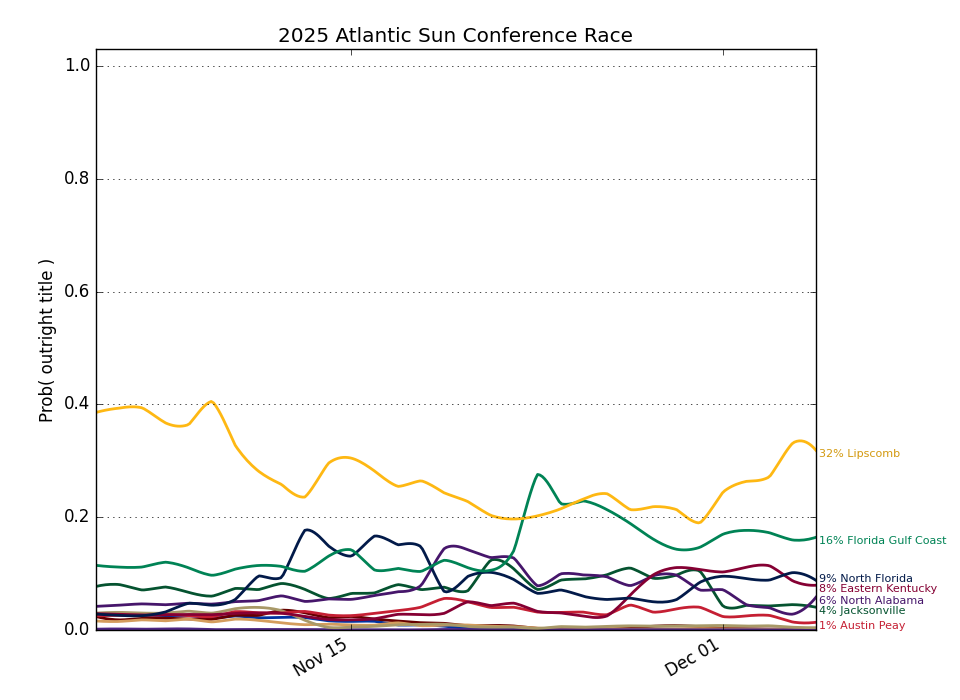 2025 Atlantic Sun Conference Race
1.0
0.8
0.6
0.4
0.2
0.0
Prob( outright title )
Nov 15
Dec 01
32% Lipscomb
16% Florida Gulf Coast
9% North Florida
8% Eastern Kentucky
6% North Alabama
4% Jacksonville
1% Austin Peay